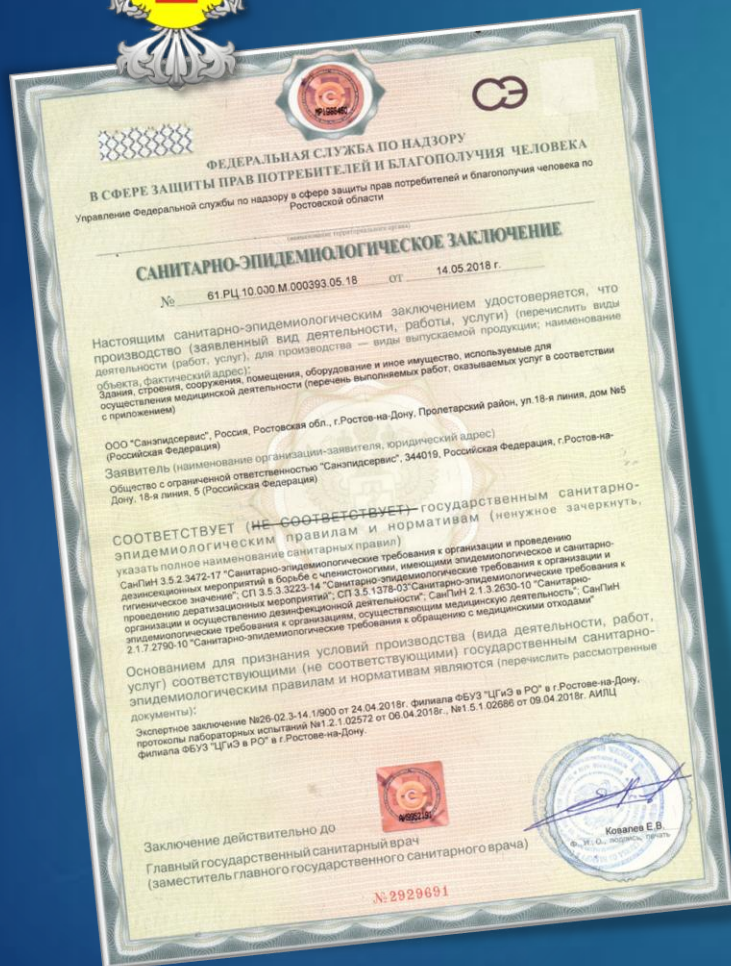 СЭ
ФЕДЕРАЛЬНАЯ СЛУЖБА ПО НАДЗОРУ
В СФЕРЕ ЗАЩИТЫ ПРАВ ПОТРЕБИТЕЛЕЙ И БЛАГОПОЛУЧИЯ ЧЕЛОВЕКА
Управление Федеральной службы по надзору в сфере защиты прав потребителей и благополучия человека по
Ростовской области
(наименование территориального органа)
САНИТАРНО-ЭПИДЕМИОЛОГИЧЕСКОЕ ЗАКЛЮЧЕНИЕ
№ 61.РЦ.10.000.М.000393.05.18 от 14.05.2018 г.
Настоящим санитарно-эпидемиологическим заключением удостоверяется, что
производство (заявленный вид деятельности, работы, услуги) (перечислить виды
деятельности (работ, услуг), для производства — виды выпускаемой продукции; наименование
объекта, фактический адрес):
Здания, строения, сооружения, помещения, оборудование и иное имущество, используемые для
осуществления медицинской деятельности (перечень выполняемых работ, оказываемых услуг в соответствии
с приложением)
ООО "Санэпидсервис", Россия, Ростовская обл., г.Ростов-на-Дону, Пролетарский район, ул.18-я линия, дом №5
(Российская Федерация)
Заявитель (наименование организации-заявителя, юридический адрес)
Общество с ограниченной ответственностью "Санэпидсервис", 344019, Российская Федерация, г.Ростов-на-
Дону, 18-я линия, 5 (Российская Федерация)
СООТВЕТСТВУЕТ (НЕ СООТВЕТСТВУЕТ) государственным санитарно-
эпидемиологическим правилам и нормативам (ненужное зачеркнуть,
указать полное наименование санитарных правил)
СанПиН 3.5.2.3472-17 "Санитарно-эпидемиологические требования к организации и проведению
дезинсекционных мероприятий в борьбе с членистоногими, имеющими эпидемиологическое и санитарно-
гигиеническое значение"; СП 3.5.3.3223-14 "Санитарно-эпидемиологические требования к организации и
проведению дератизационных мероприятий"; СП 3.5.1378-03"Санитарно-эпидемиологические требования к
организации и осуществлению дезинфекционной деятельности"; СанПиН 2.1.3.2630-10 "Санитарно-
эпидемиологические требования к организациям, осуществляющим медицинскую деятельность"; СанПиН
2.1.7.2790-10 "Санитарно-эпидемиологические требования к обращению с медицинскими отходами"
Основанием для признания условий производства (вида деятельности, работ,
услуг) соответствующими (не соответствующими) государственным санитарно-
эпидемиологическим правилам и нормативам являются (перечислить рассмотренные
документы):
Экспертное заключение №26-02.3-14.1/900 от 24.04.2018г. филиала ФБУЗ "ЦГиЭ в РО" в г.Ростове-на-Дону,
протоколы лабораторных испытаний №1.2.1.02572 от 06.04.2018г., №1.5.1.02686 от 09.04.2018г. АИЛЦ
филиала ФБУЗ "ЦГиЭ в РО" в г.Ростове-на-Дону.
Заключение действительно до
Главный государственный санитарный врач
(заместитель главного государственного санитарного врача)
Ковалев Е.В.
Ф., И., О., подпись, печать
№2929691